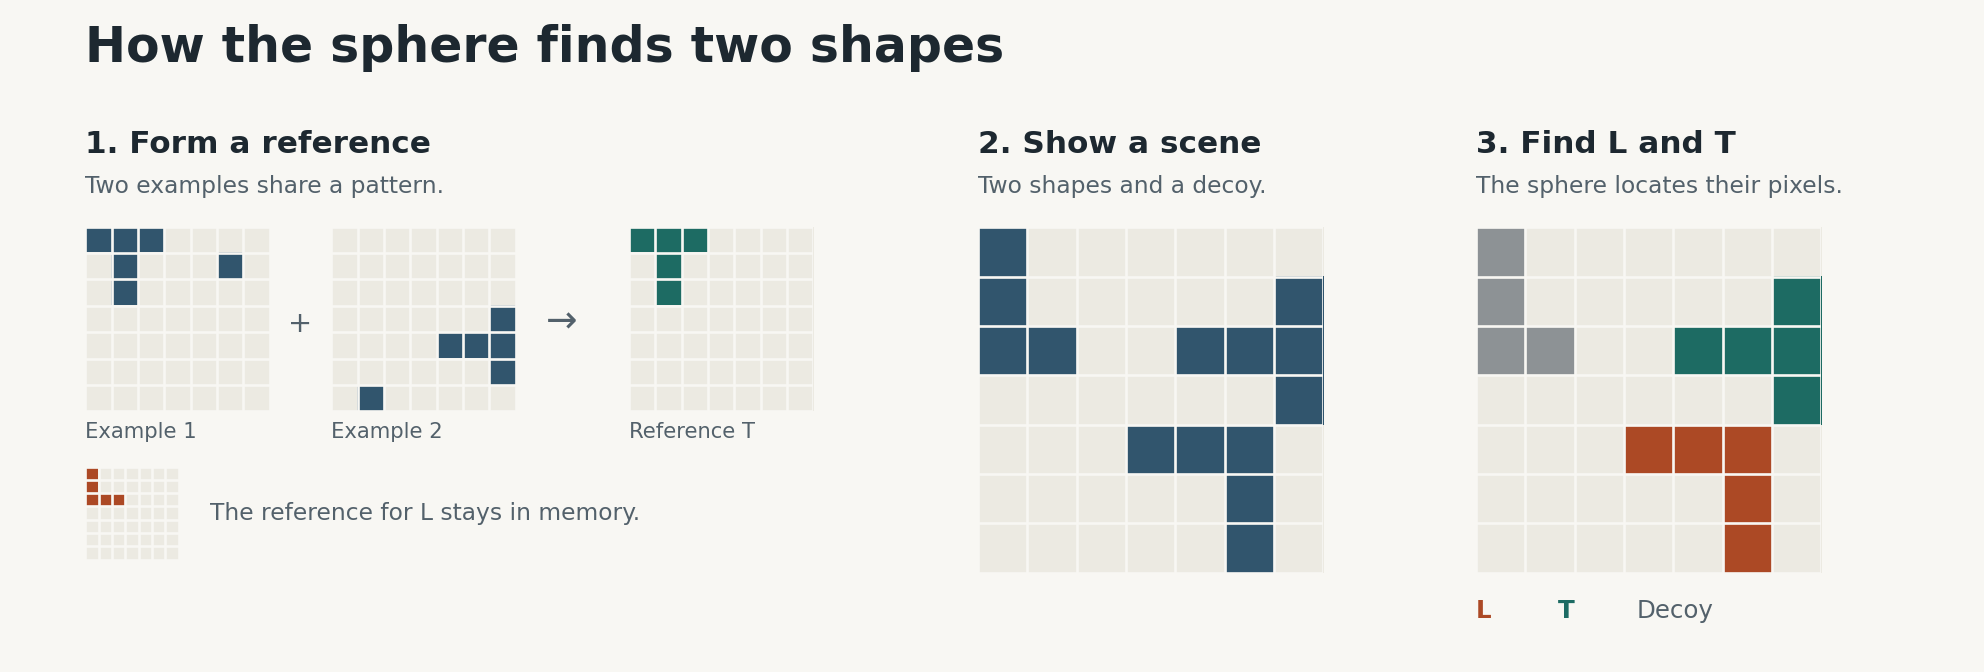 How the sphere finds two shapes
1. Form a reference
Two examples share a pattern.
+
→
Example 1
Example 2
Reference T
The reference for L stays in memory.
2. Show a scene
Two shapes and a decoy.
3. Find L and T
The sphere locates their pixels.
L T Decoy